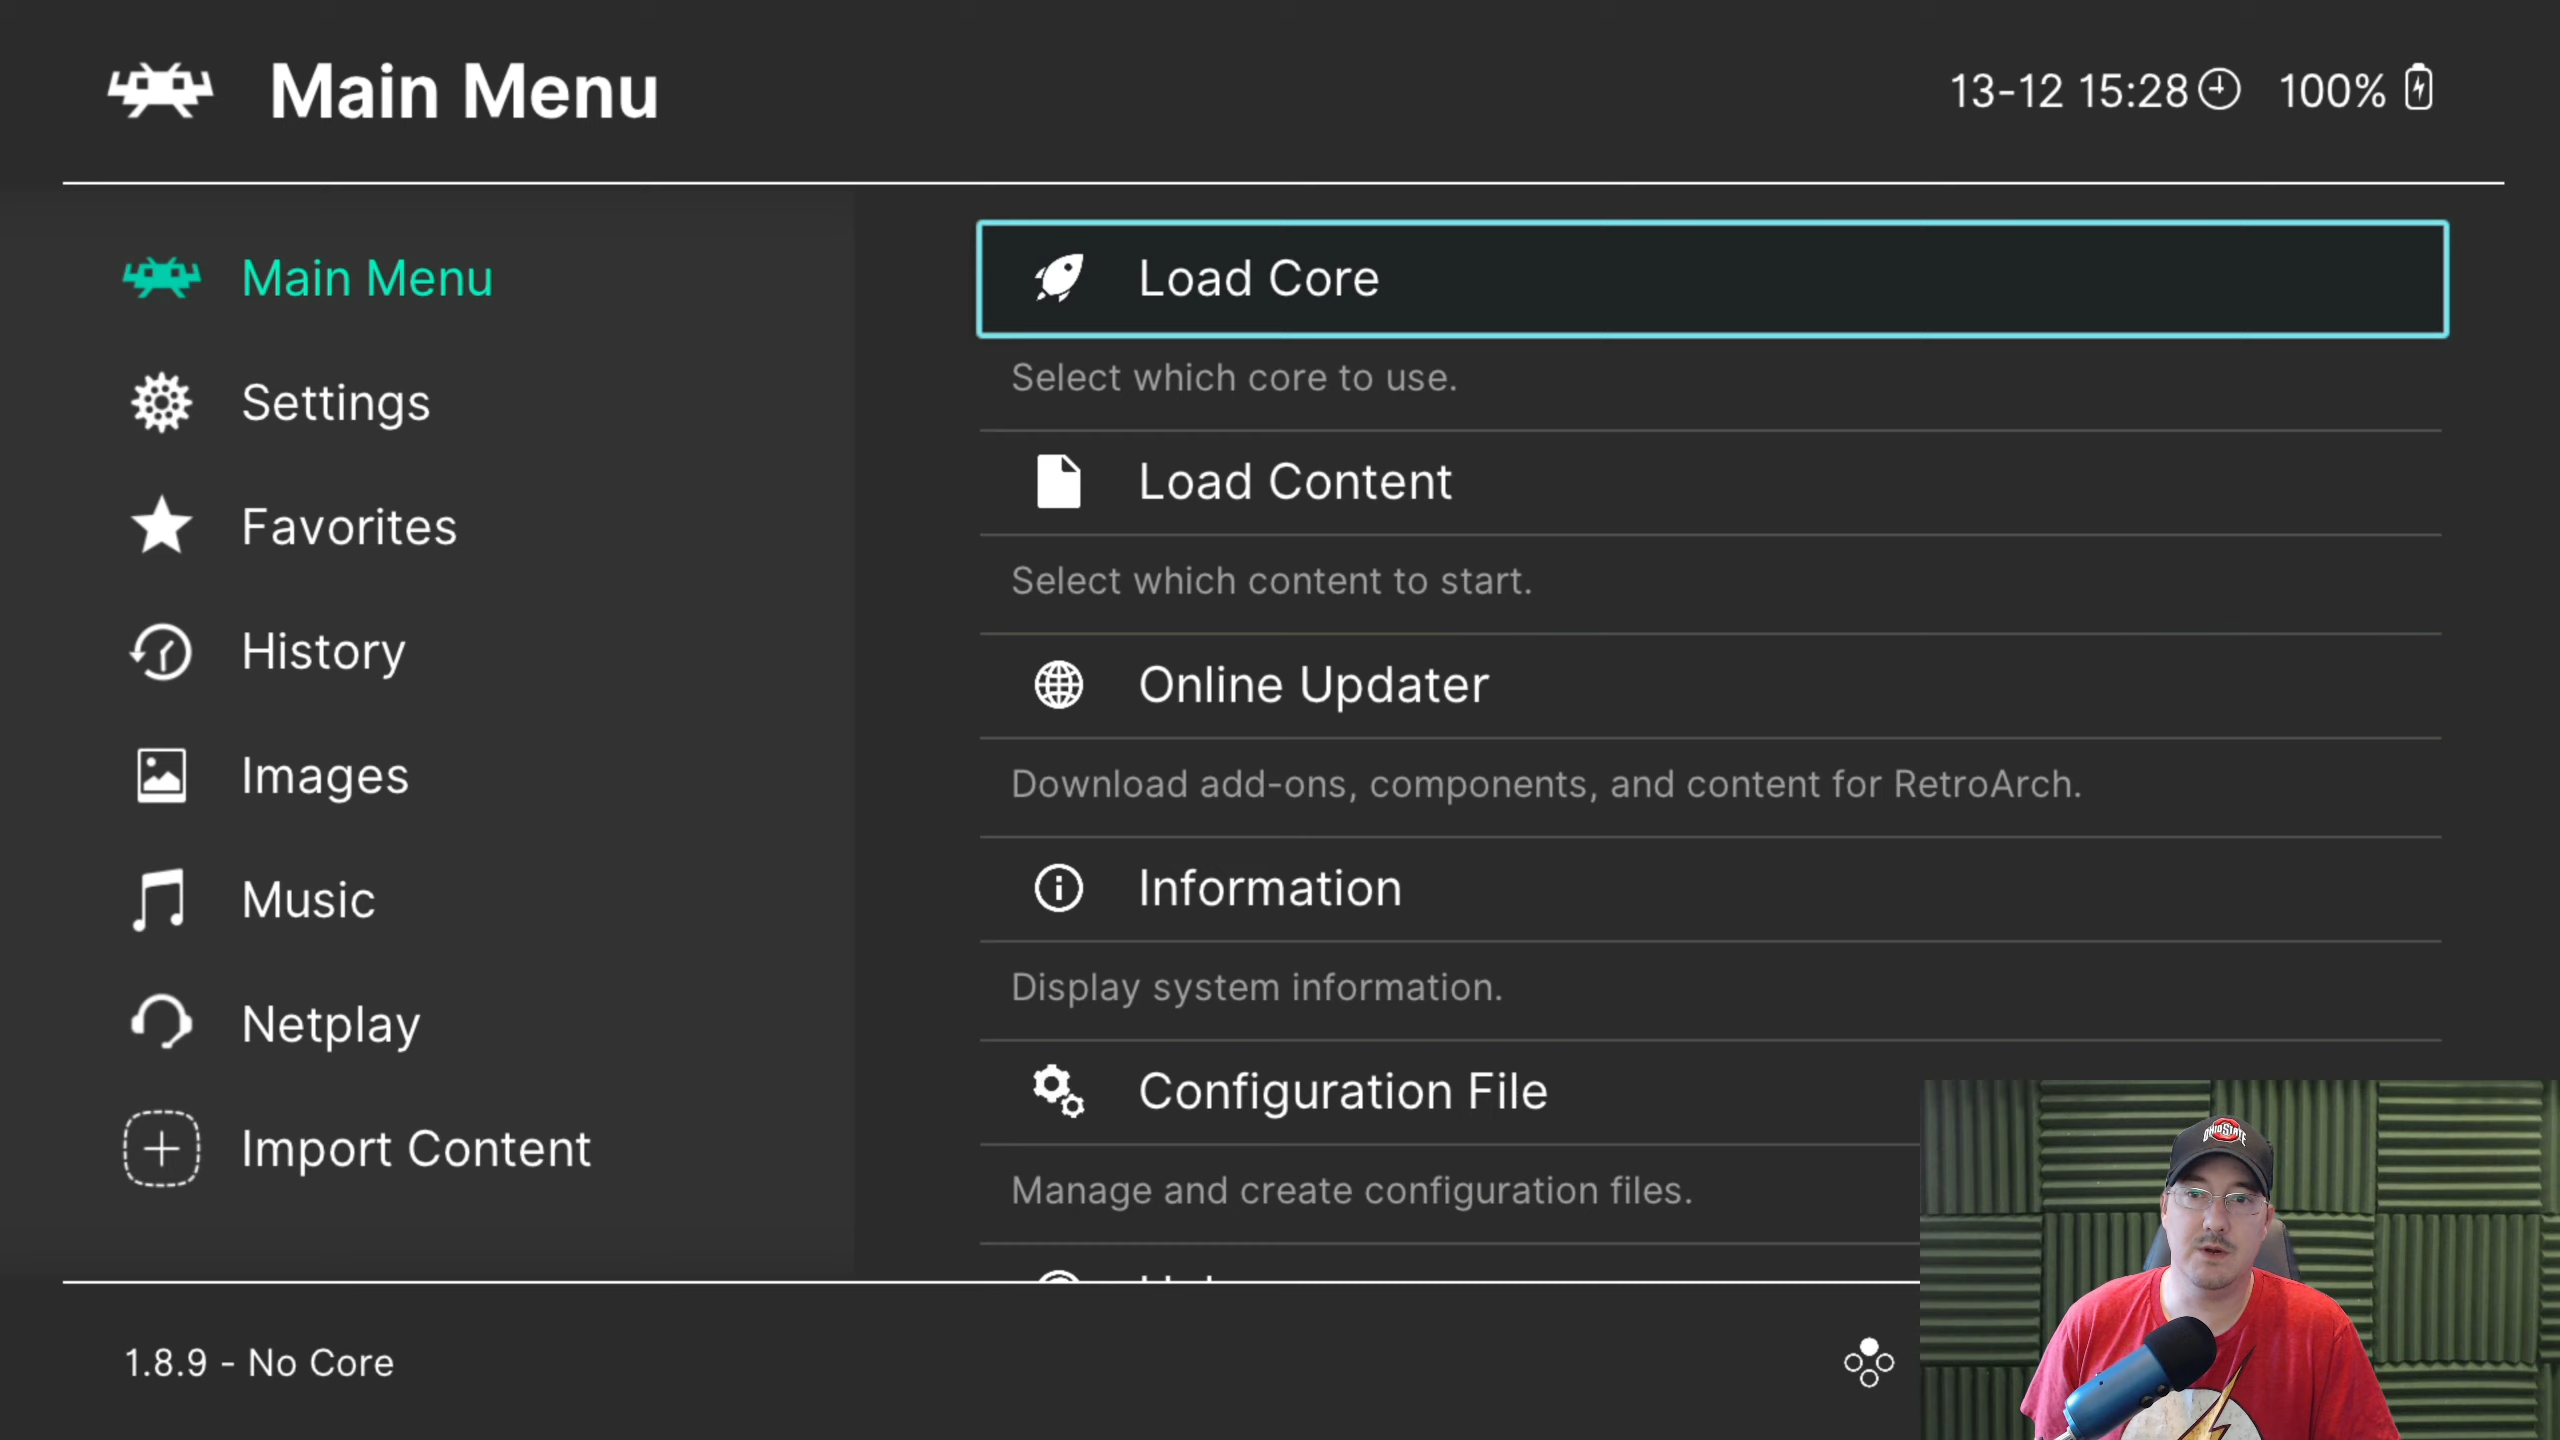 Main Menu
13-12 15:28
100%
Main Menu
Settings
Favorites
History
Images
Music
Netplay
Import Content
Load Core
Select which core to use.
Load Content
Select which content to start.
Online Updater
Download add-ons, components, and content for RetroArch.
Information
Display system information.
Configuration File
Manage and create configuration files.
1.8.9 - No Core
OHIO STATE